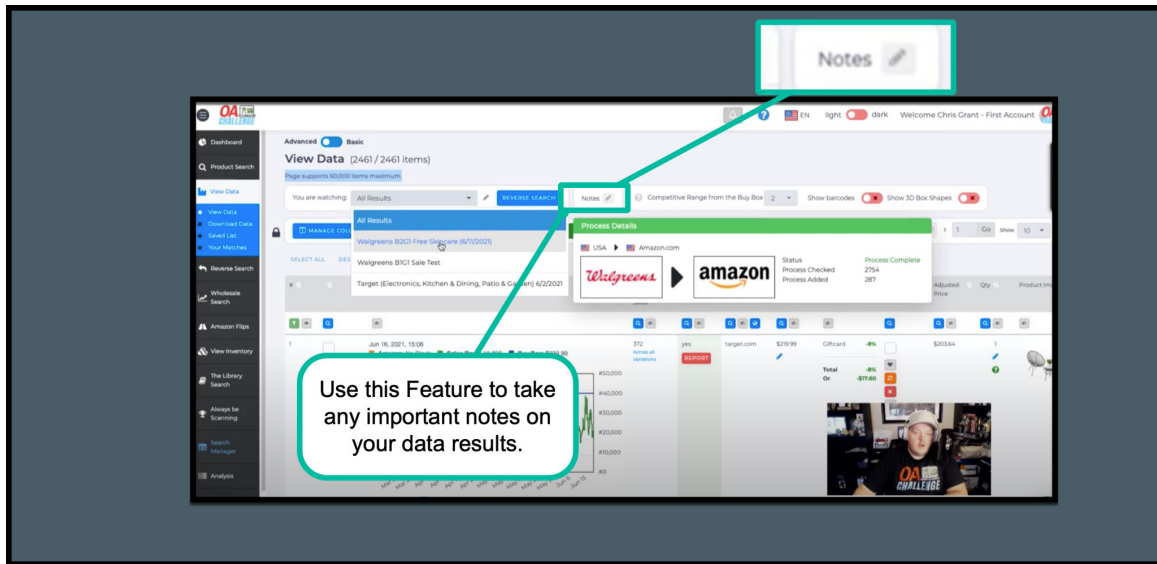 Notes
OA
CHALLENGE
EN light dark Welcome Chris Grant - First Account
Dashboard
Product Search
View Data
View Data
Download Data
Saved List
Your Matches
Reverse Search
Wholesale
Search
Amazon Flips
View Inventory
The Library
Search
Always be
Scanning
Search
Manager
Analysis
Advanced Basic
View Data (2461 / 2461 items)
Page supports 60,000 items maximum.
You are watching: All Results REVERSE SEARCH Notes Competitive Range from the Buy Box 2 Show barcodes Show 3D Box Shapes
All Results
Walgreens B2G1 Free Skincare (6/11/2021)
Walgreens B1G1 Sale Test
Target (Electronics, Kitchen & Dining, Patio & Garden) 6/2/2021
MANAGE COL
1 Go Show 10
SELECT ALL
Process Details
USA Amazon.com
Walgreens amazon
Status Process Complete
Process Checked 2754
Process Added 287
Adjusted
Price
Qty
Product Im
1 Jun 16, 2021, 15:06
372
Across all
Variations
yes
REPORT
target.com
$219.99
Giftcard -8%
Total -8%
Or -$17.60
$203.64
1
#50,000
#40,000
#30,000
#20,000
#10,000
#0
Use this Feature to take
any important notes on
your data results.
OA
CHALLENGE